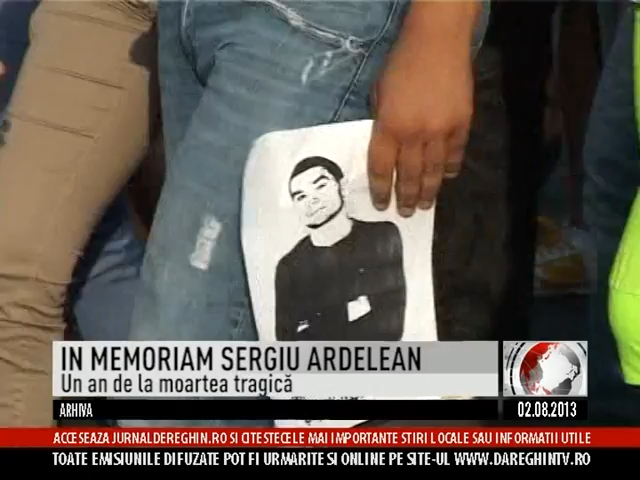 IN MEMORIAM SERGIU ARDELEAN
Un an de la moartea tragică
ARHIVA
02.08.2013
ACCESEAZA JURNALDEREGHIN.RO SI CITESTE CELE MAI IMPORTANTE STIRI LOCALE SAU INFORMATII UTILE
TOATE EMISIUNILE DIFUZATE POT FI URMARITE SI ONLINE PE SITE-UL WWW.DAREGHINTV.RO